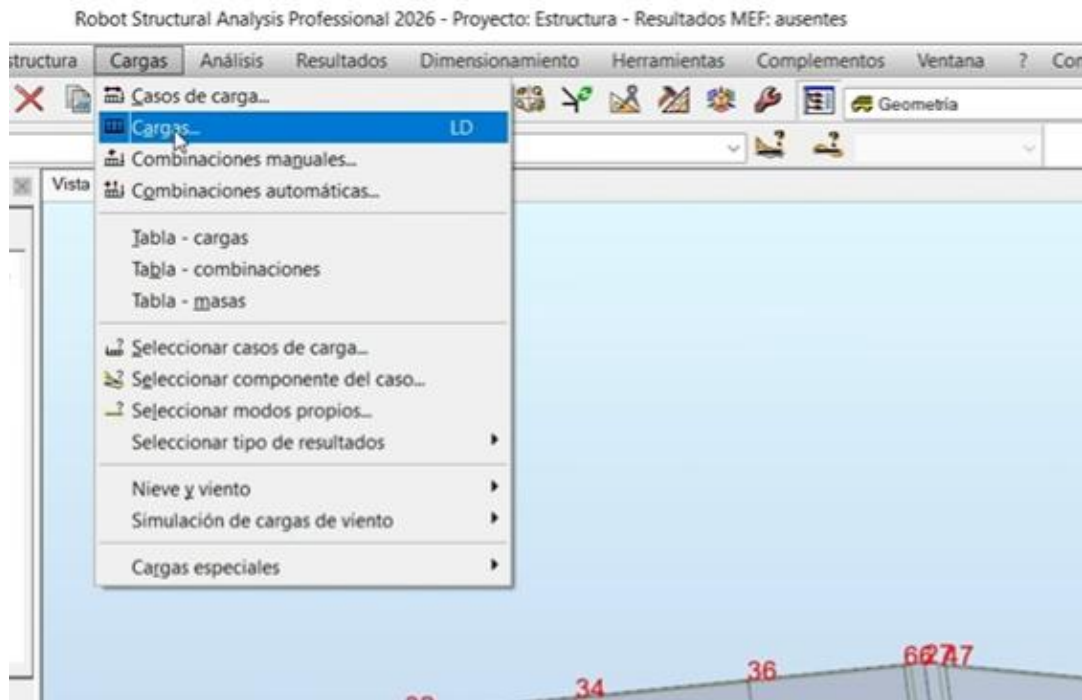 Robot Structural Analysis Professional 2026 - Proyecto: Estructura - Resultados MEF: ausentes
structura Cargas Análisis Resultados Dimensionamiento Herramientas Complementos Ventana ? Con
Geometría
Casos de carga...
Cargas... LD
Combinaciones manuales...
Combinaciones automáticas...
Vista
Tabla - cargas
Tabla - combinaciones
Tabla - masas
Seleccionar casos de carga...
Seleccionar componente del caso...
Seleccionar modos propios...
Seleccionar tipo de resultados
Nieve y viento
Simulación de cargas de viento
Cargas especiales
34
36